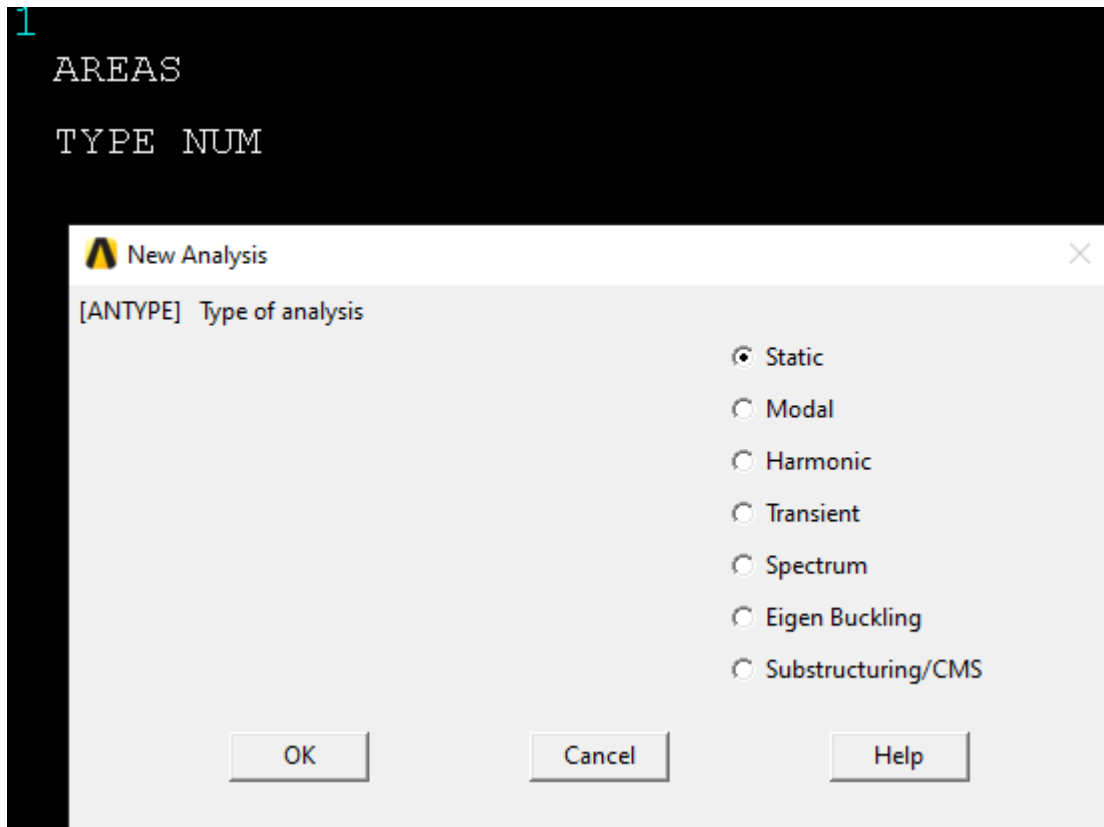 1
AREAS
TYPE NUM
New Analysis
[ANTYPE] Type of analysis
Static
Modal
Harmonic
Transient
Spectrum
Eigen Buckling
Substructuring/CMS
OK Cancel Help